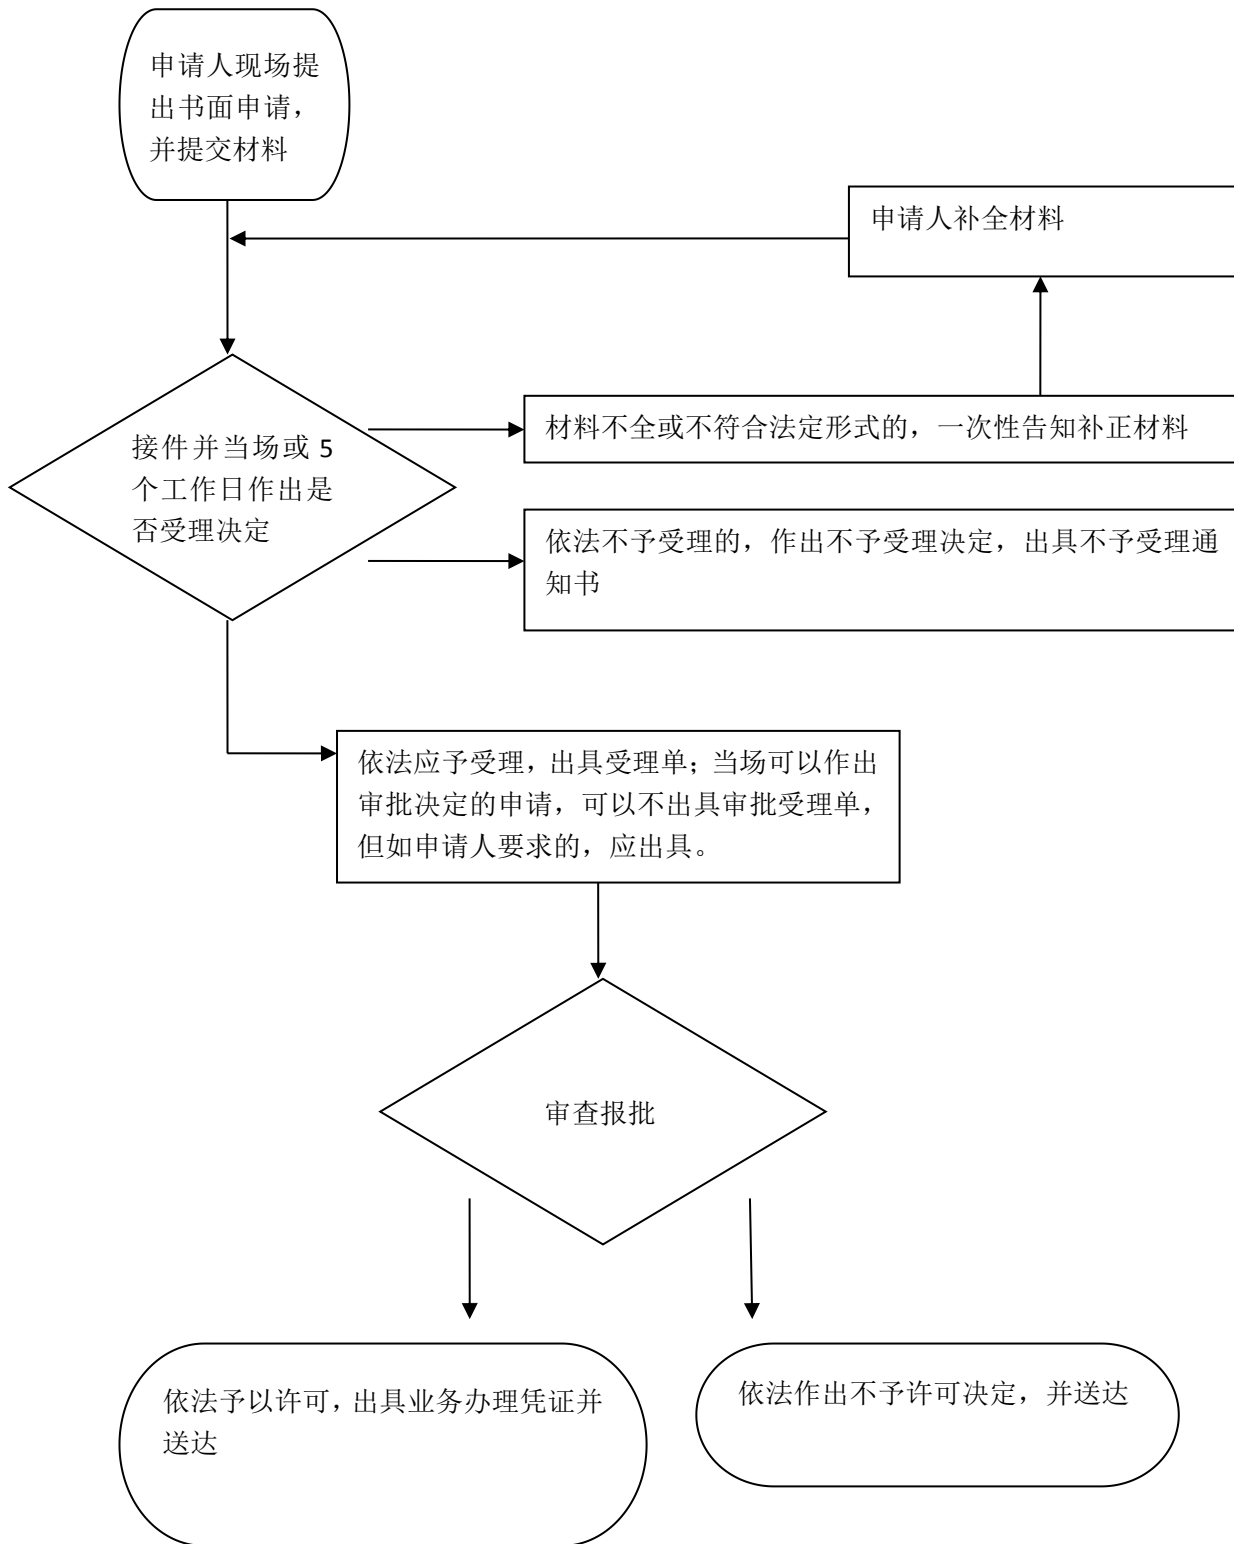 申请人现场提
出书面申请，
并提交材料
申请人补全材料
接件并当场或 5
个工作日作出是
否受理决定
材料不全或不符合法定形式的，一次性告知补正材料
依法不予受理的，作出不予受理决定，出具不予受理通
知书
依法应予受理，出具受理单；当场可以作出
审批决定的申请，可以不出具审批受理单，
但如申请人要求的，应出具。
审查报批
依法予以许可，出具业务办理凭证并
送达
依法作出不予许可决定，并送达